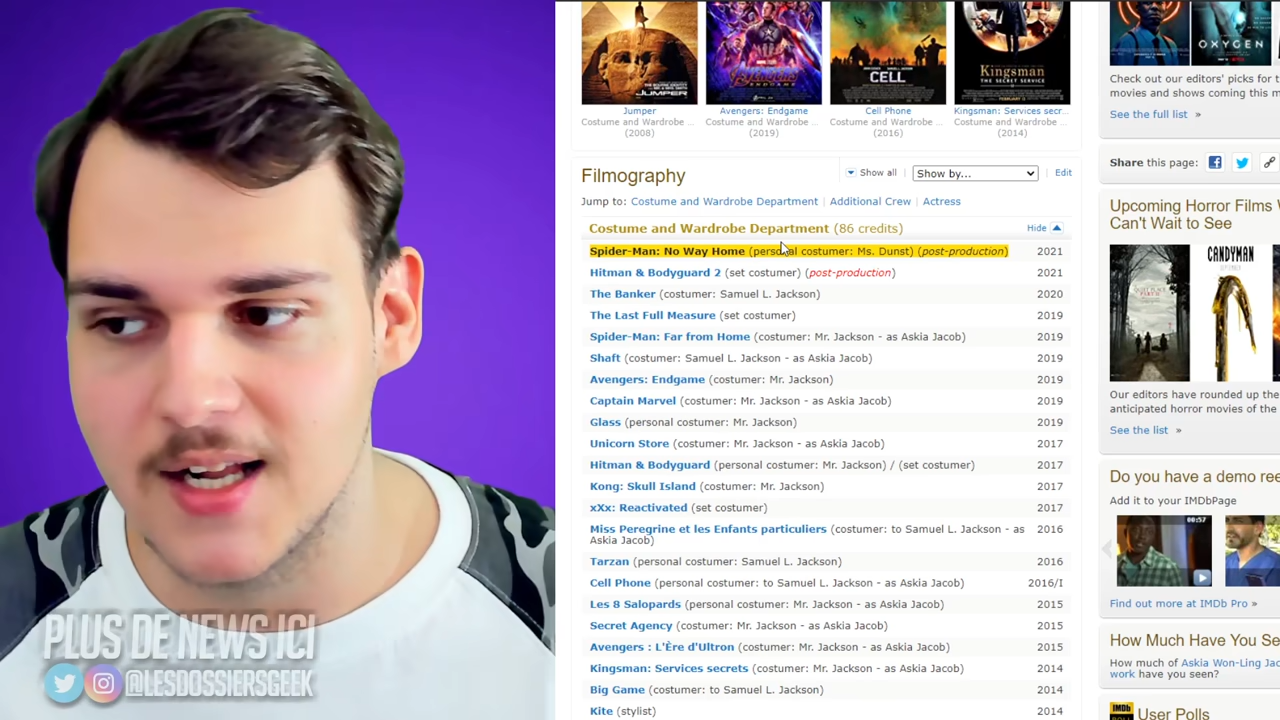 JUMPER
AVENGERS ENDGAME
CELL
Kingsman
THE SECRET SERVICE
OXYGEN
Jumper
Costume and Wardrobe ...
(2008)
Avengers: Endgame
Costume and Wardrobe ...
(2019)
Cell Phone
Costume and Wardrobe ...
(2016)
Kingsman: Services secr...
Costume and Wardrobe ...
(2014)
Check out our editors' picks for t
movies and shows coming this m
See the full list »
Filmography
Show all
Show by...
Edit
Share this page:
Jump to: Costume and Wardrobe Department | Additional Crew | Actress
Costume and Wardrobe Department (86 credits)
Hide
Spider-Man: No Way Home (personal costumer: Ms. Dunst) (post-production) 2021
Hitman & Bodyguard 2 (set costumer) (post-production) 2021
The Banker (costumer: Samuel L. Jackson) 2020
The Last Full Measure (set costumer) 2019
Spider-Man: Far from Home (costumer: Mr. Jackson - as Askia Jacob) 2019
Shaft (costumer: Samuel L. Jackson - as Askia Jacob) 2019
Avengers: Endgame (costumer: Mr. Jackson) 2019
Captain Marvel (costumer: Mr. Jackson - as Askia Jacob) 2019
Glass (personal costumer: Mr. Jackson) 2019
Unicorn Store (costumer: Mr. Jackson - as Askia Jacob) 2017
Hitman & Bodyguard (personal costumer: Mr. Jackson) / (set costumer) 2017
Kong: Skull Island (costumer: Mr. Jackson) 2017
xXx: Reactivated (set costumer) 2017
Miss Peregrine et les Enfants particuliers (costumer: to Samuel L. Jackson - as 2016
Askia Jacob)
Tarzan (personal costumer: Samuel L. Jackson) 2016
Cell Phone (personal costumer: to Samuel L. Jackson - as Askia Jacob) 2016/I
Les 8 Salopards (personal costumer: Mr. Jackson - as Askia Jacob) 2015
Secret Agency (costumer: Mr. Jackson - as Askia Jacob) 2015
Avengers : L'Ère d'Ultron (costumer: Mr. Jackson - as Askia Jacob) 2015
Kingsman: Services secrets (costumer: Mr. Jackson - as Askia Jacob) 2014
Big Game (costumer: to Samuel L. Jackson) 2014
Kite (stylist) 2014
Upcoming Horror Films W
Can't Wait to See
CANDYMAN
Our editors have rounded up the
anticipated horror movies of the
See the list »
Do you have a demo ree
Add it to your IMDbPage
00:57
Find out more at IMDb Pro »
How Much Have You Se
How much of Askia Won-Ling Jac
work have you seen?
IMDb
User Polls
PLUS DE NEWS ICI
@LESDOSSIERSGEEK